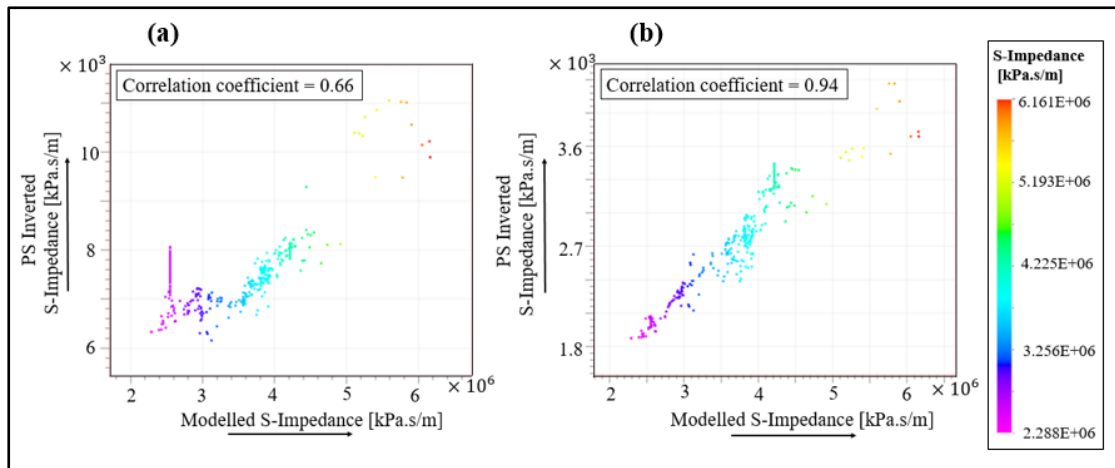 (a)
× 10³
Correlation coefficient = 0.66
10
8
6
PS Inverted
S-Impedance [kPa.s/m]
2 3 4 5 6 × 10⁶
Modelled S-Impedance [kPa.s/m]
(b)
× 10³
Correlation coefficient = 0.94
3.6
2.7
1.8
PS Inverted
S-Impedance [kPa.s/m]
2 3 4 5 6 × 10⁶
Modelled S-Impedance [kPa.s/m]
S-Impedance
[kPa.s/m]
6.161E+06
5.193E+06
4.225E+06
3.256E+06
2.288E+06